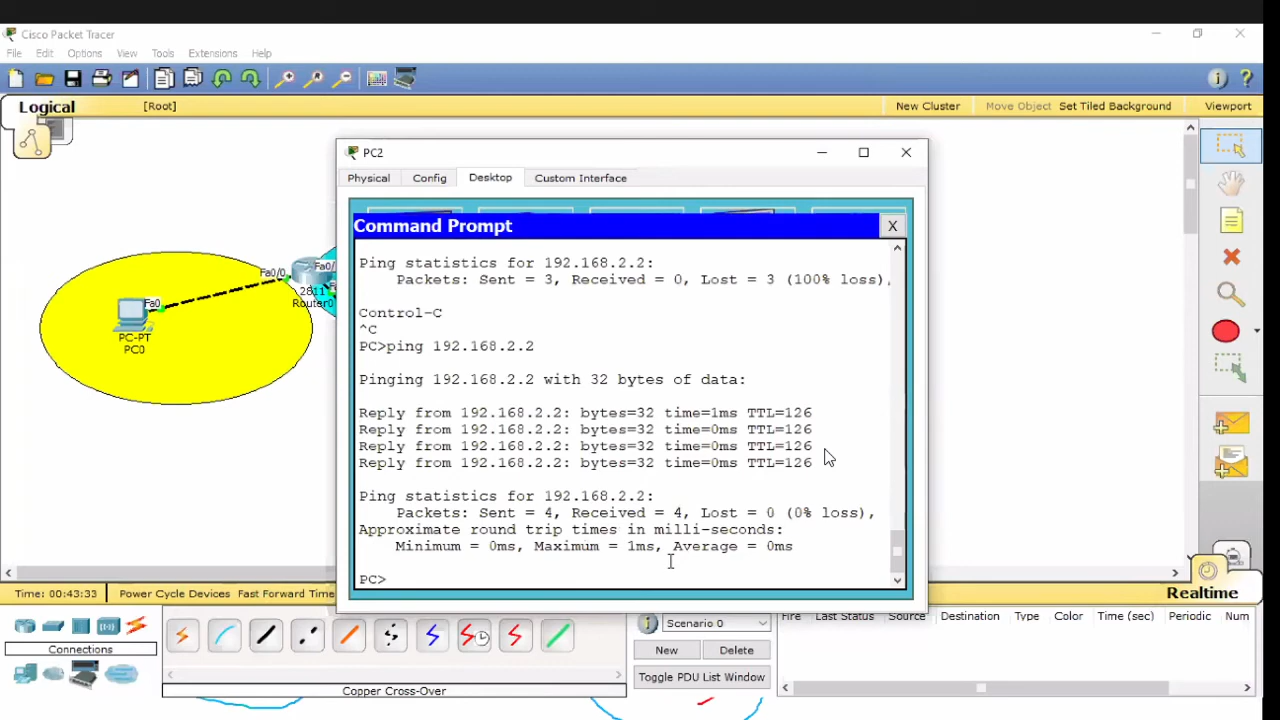 Cisco Packet Tracer
File Edit Options View Tools Extensions Help
Logical [Root] New Cluster Move Object Set Tiled Background Viewport
PC2
Physical Config Desktop Custom Interface
Command Prompt X
Ping statistics for 192.168.2.2:
Packets: Sent = 3, Received = 0, Lost = 3 (100% loss),
Control-C
^C
PC>ping 192.168.2.2
Pinging 192.168.2.2 with 32 bytes of data:
Reply from 192.168.2.2: bytes=32 time=1ms TTL=126
Reply from 192.168.2.2: bytes=32 time=0ms TTL=126
Reply from 192.168.2.2: bytes=32 time=0ms TTL=126
Reply from 192.168.2.2: bytes=32 time=0ms TTL=126
Ping statistics for 192.168.2.2:
Packets: Sent = 4, Received = 4, Lost = 0 (0% loss),
Approximate round trip times in milli-seconds:
Minimum = 0ms, Maximum = 1ms, Average = 0ms
PC>
Fa0/0 Fa0/
2811
Router0
Fa0
PC-PT
PC0
Time: 00:43:33 Power Cycle Devices Fast Forward Time
Realtime
Connections
Copper Cross-Over
Scenario 0
New Delete
Toggle PDU List Window
Fire Last Status Source Destination Type Color Time (sec) Periodic Num